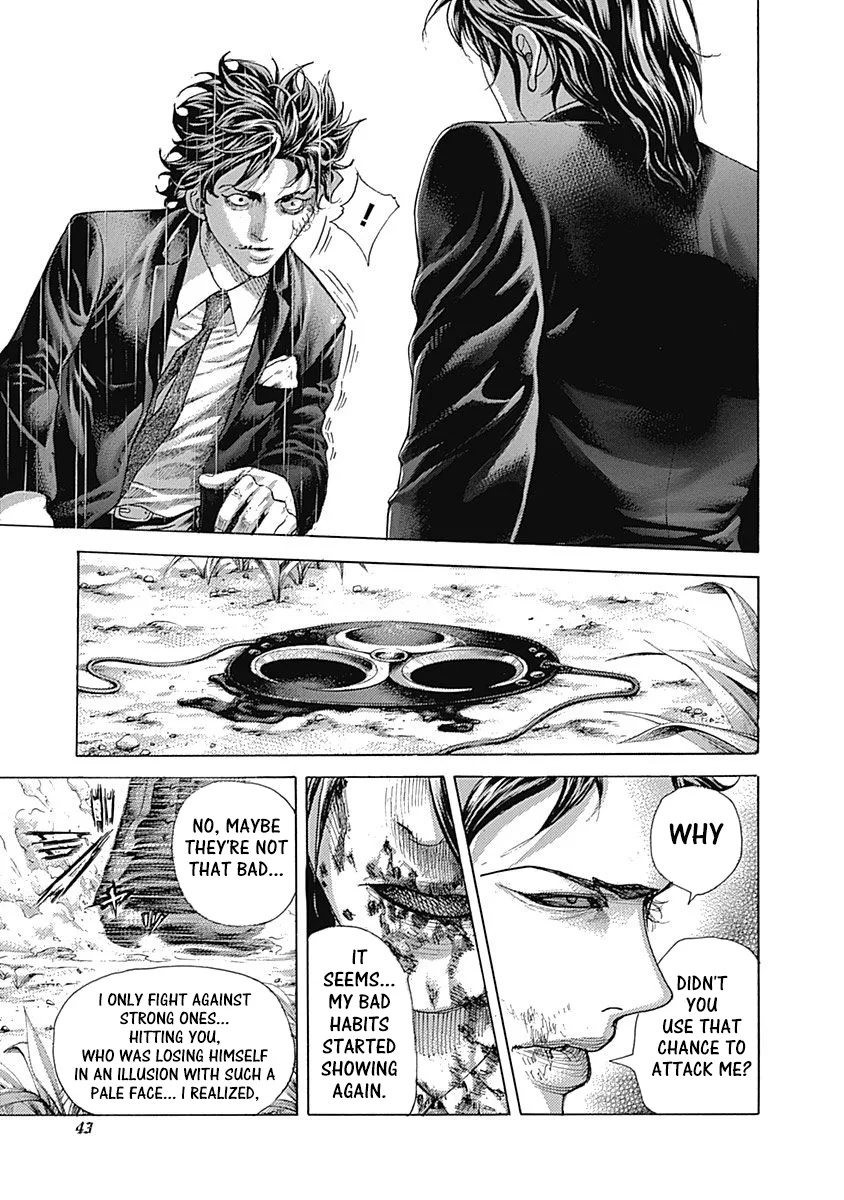 !
WHY
DIDN'T
YOU
USE THAT
CHANCE TO
ATTACK ME?
IT
SEEMS...
MY BAD
HABITS
STARTED
SHOWING
AGAIN.
NO, MAYBE
THEY'RE NOT
THAT BAD...
I ONLY FIGHT AGAINST
STRONG ONES...
HITTING YOU,
WHO WAS LOSING HIMSELF
IN AN ILLUSION WITH SUCH A
PALE FACE... I REALIZED,
43